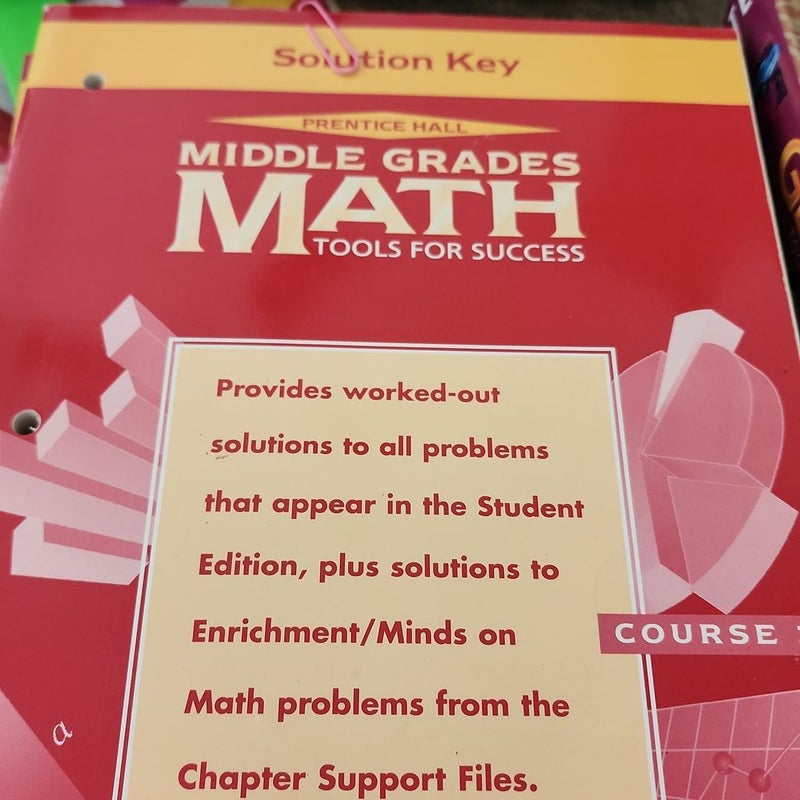 Solution Key
PRENTICE HALL
MIDDLE GRADES
MATH
TOOLS FOR SUCCESS
Provides worked-out
solutions to all problems
that appear in the Student
Edition, plus solutions to
Enrichment/Minds on
Math problems from the
Chapter Support Files.
COURSE
a